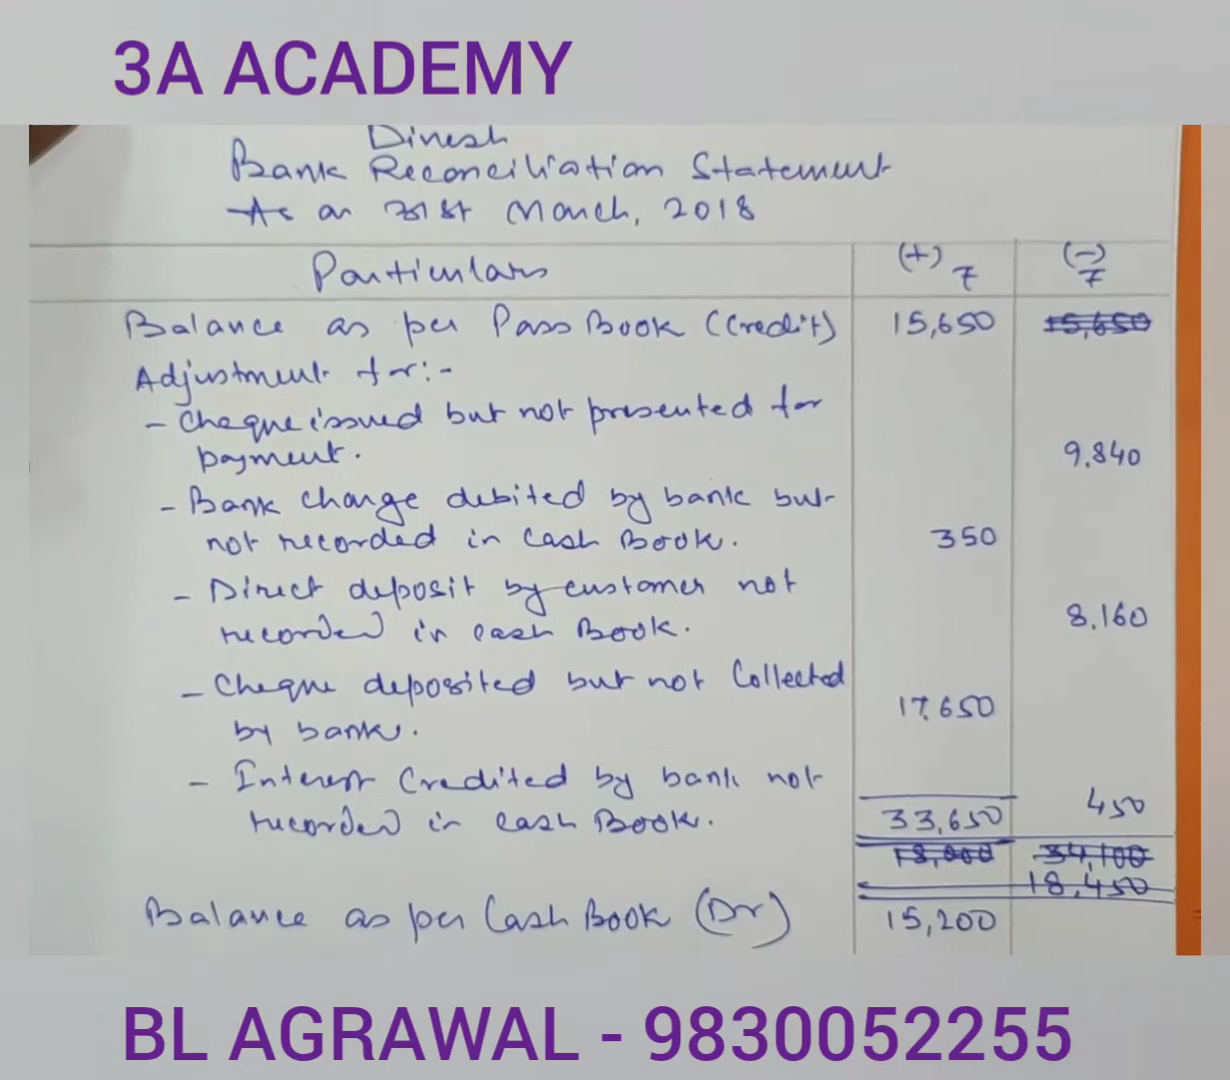 3A ACADEMY
Dinesh
Bank Reconciliation Statement
As on 31st March, 2018
Particulars (+) ₹ (-) ₹
Balance as per Pass Book (Credit) 15,650 15,650
Adjustment for:-
- Cheque issued but not presented for
payment. 9,840
- Bank charge debited by bank but
not recorded in Cash Book. 350
- Direct deposit by customer not
recorded in cash Book. 8,160
- Cheque deposited but not Collected
by bank. 17,650
- Interest Credited by bank not
recorded in cash Book. 450
33,650
18,000 34,100
18,450
Balance as per Cash Book (Dr) 15,200
BL AGRAWAL - 9830052255